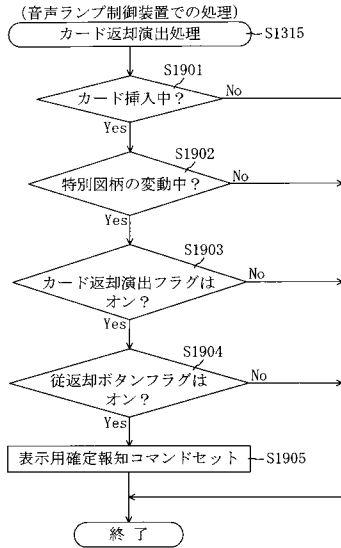 (音声ランプ制御装置での処理)
カード返却演出処理
S1315
S1901
カード挿入中？
No
Yes
S1902
特別図柄の変動中？
No
Yes
S1903
カード返却演出フラグは
オン？
No
Yes
S1904
従返却ボタンフラグは
オン？
No
Yes
表示用確定報知コマンドセット
S1905
終了